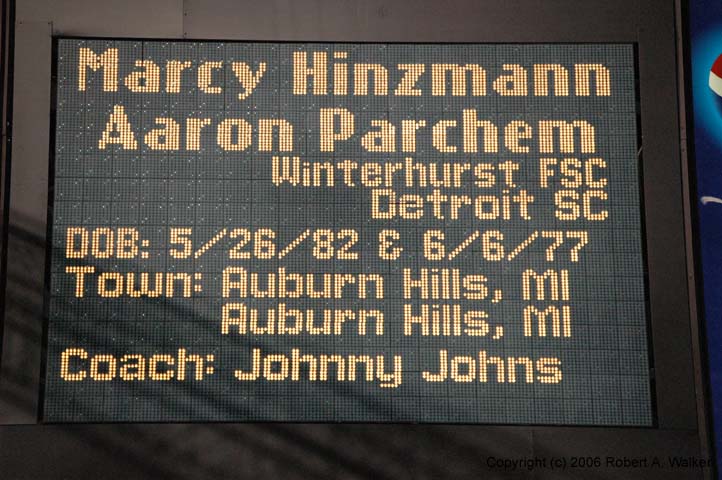 Marcy Hinzmann
Aaron Parchem
Winterhurst FSC
Detroit SC
DOB: 5/26/82 & 6/6/77
Town: Auburn Hills, MI
Auburn Hills, MI
Coach: Johnny Johns
Copyright (c) 2006 Robert A. Walker